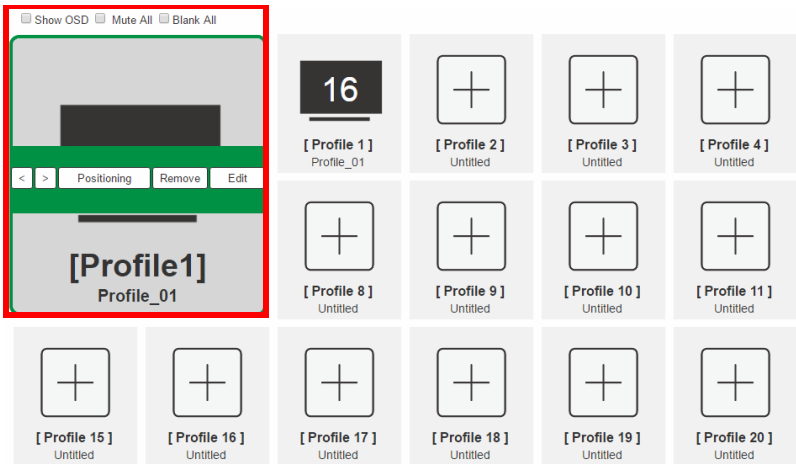 Show OSD Mute All Blank All
< > Positioning Remove Edit
[Profile1]
Profile_01
16
[ Profile 1 ] [ Profile 2 ] [ Profile 3 ] [ Profile 4 ]
Profile_01 Untitled Untitled Untitled
[ Profile 8 ] [ Profile 9 ] [ Profile 10 ] [ Profile 11 ]
Untitled Untitled Untitled Untitled
[ Profile 15 ] [ Profile 16 ] [ Profile 17 ] [ Profile 18 ] [ Profile 19 ] [ Profile 20 ]
Untitled Untitled Untitled Untitled Untitled Untitled